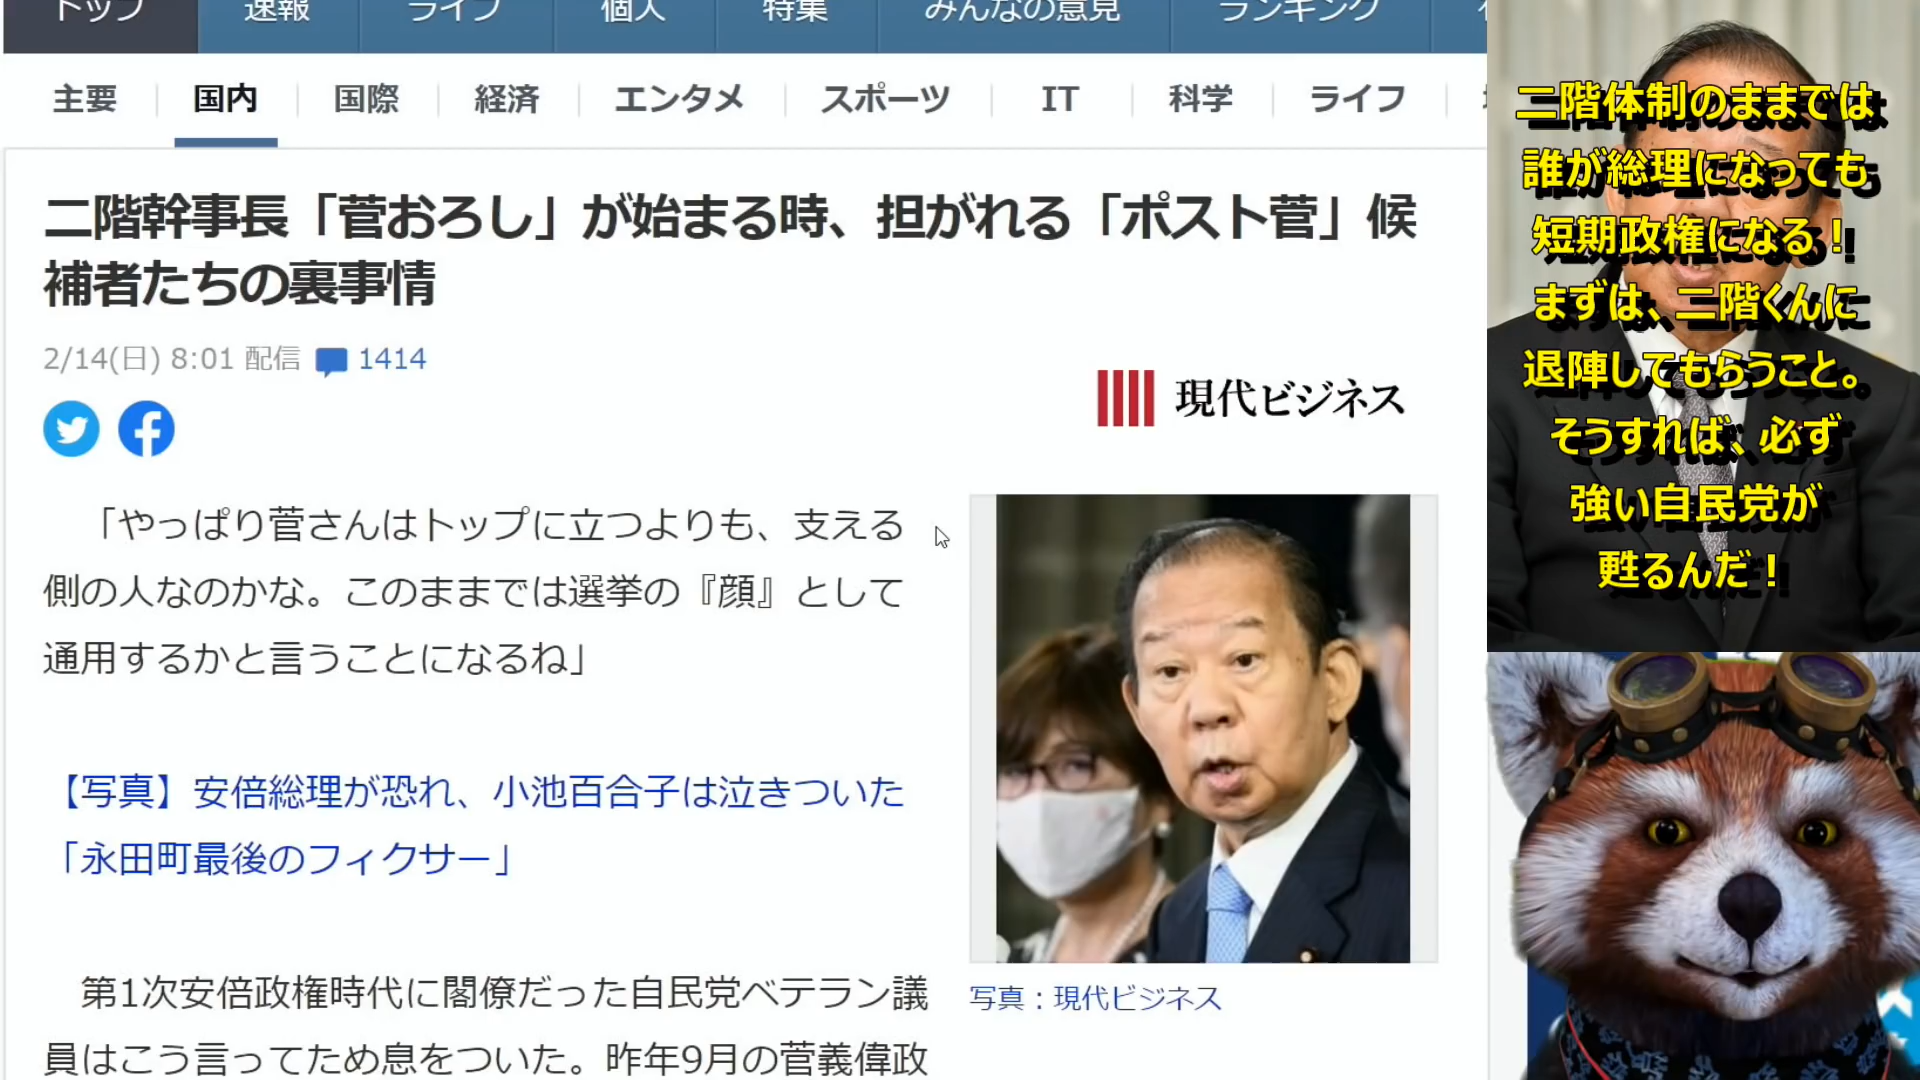 トップ 速報 ライブ 個人 特集 みんなの意見 ランキング
主要 国内 国際 経済 エンタメ スポーツ IT 科学 ライフ
二階幹事長「菅おろし」が始まる時、担がれる「ポスト菅」候
補者たちの裏事情
2/14(日) 8:01 配信 1414
現代ビジネス
「やっぱり菅さんはトップに立つよりも、支える
側の人なのかな。このままでは選挙の『顔』として
通用するかと言うことになるね」
【写真】安倍総理が恐れ、小池百合子は泣きついた
「永田町最後のフィクサー」
第1次安倍政権時代に閣僚だった自民党ベテラン議
員はこう言ってため息をついた。昨年9月の菅義偉政
写真：現代ビジネス
二階体制のままでは
誰が総理になっても
短期政権になる！
まずは、二階くんに
退陣してもらうこと。
そうすれば、必ず
強い自民党が
甦るんだ！